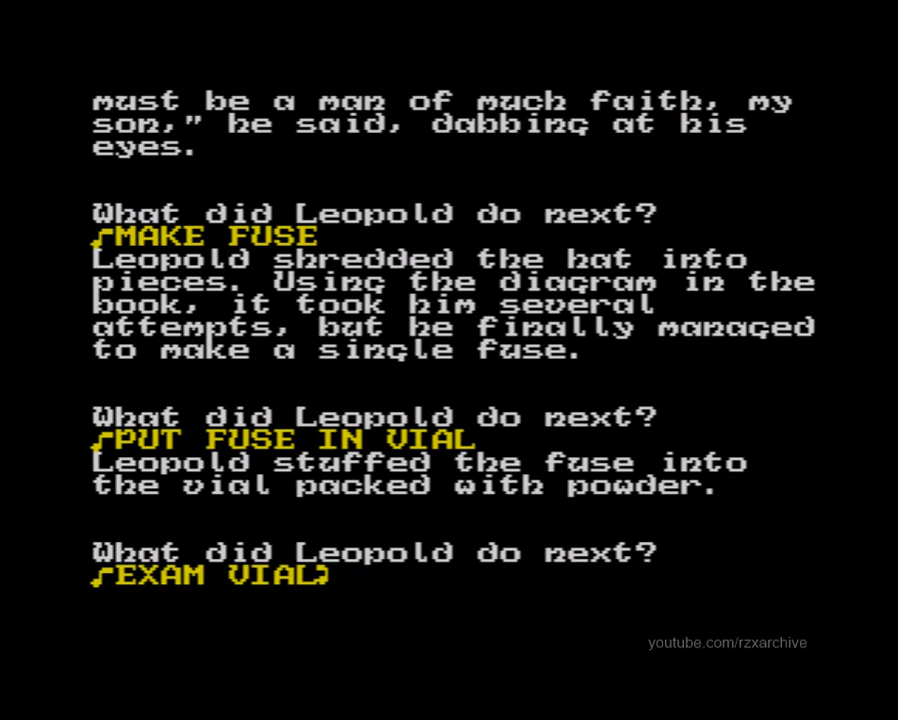 must be a man of much faith, my
son," he said, dabbing at his
eyes.
What did Leopold do next?
MAKE FUSE
Leopold shredded the hat into
pieces. Using the diagram in the
book, it took him several
attempts, but he finally managed
to make a single fuse.
What did Leopold do next?
PUT FUSE IN VIAL
Leopold stuffed the fuse into
the vial packed with powder.
What did Leopold do next?
EXAM VIAL
youtube.com/rzxarchive